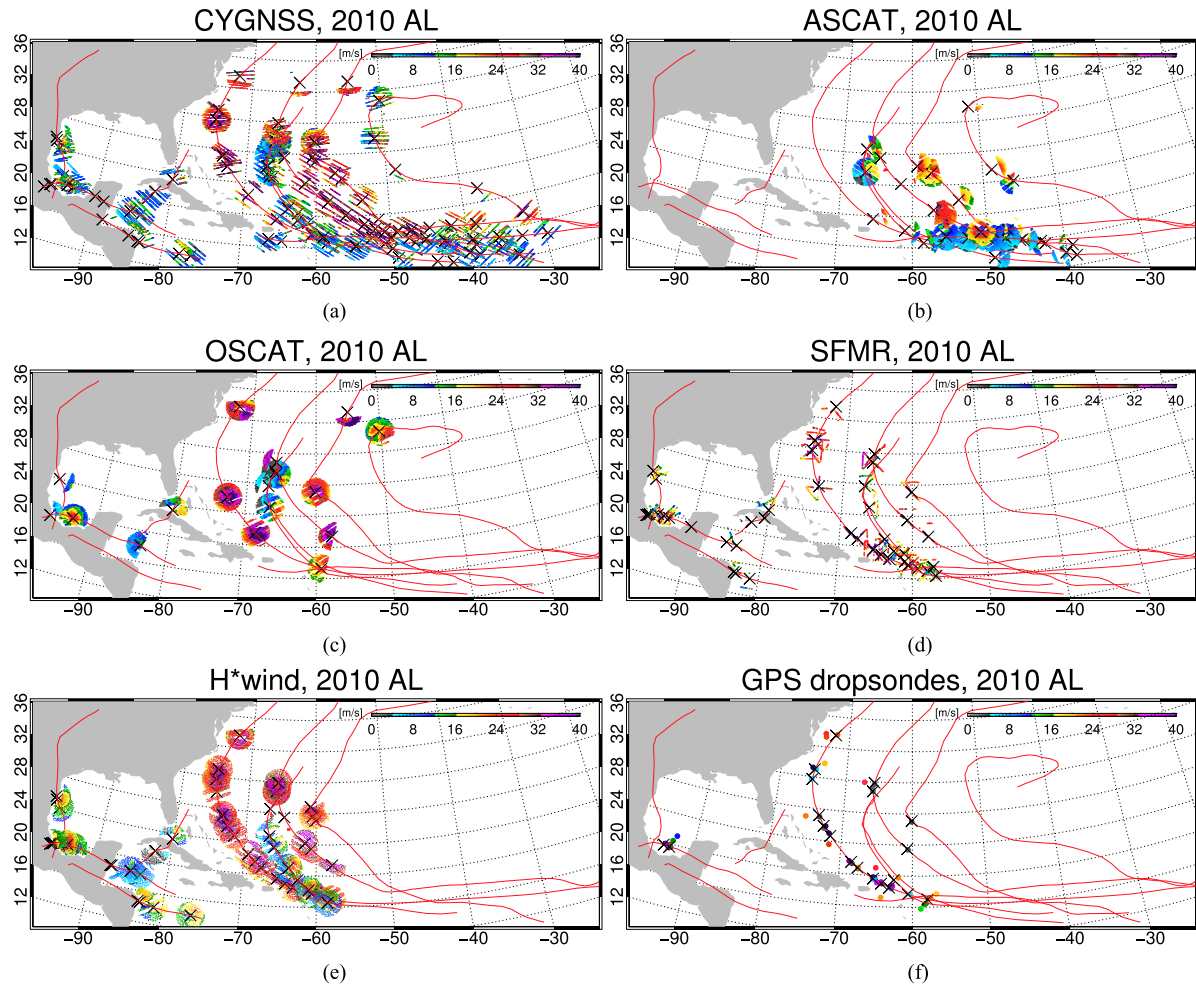 CYGNSS, 2010 AL
ASCAT, 2010 AL
36
32
28
24
20
16
12
[m/s]
0 8 16 24 32 40
−90 −80 −70 −60 −50 −40 −30
36
32
28
24
20
16
12
[m/s]
0 8 16 24 32 40
−90 −80 −70 −60 −50 −40 −30
(a)
(b)
OSCAT, 2010 AL
SFMR, 2010 AL
36
32
28
24
20
16
12
[m/s]
0 8 16 24 32 40
−90 −80 −70 −60 −50 −40 −30
36
32
28
24
20
16
12
[m/s]
0 8 16 24 32 40
−90 −80 −70 −60 −50 −40 −30
(c)
(d)
H*wind, 2010 AL
GPS dropsondes, 2010 AL
36
32
28
24
20
16
12
[m/s]
0 8 16 24 32 40
−90 −80 −70 −60 −50 −40 −30
36
32
28
24
20
16
12
[m/s]
0 8 16 24 32 40
−90 −80 −70 −60 −50 −40 −30
(e)
(f)